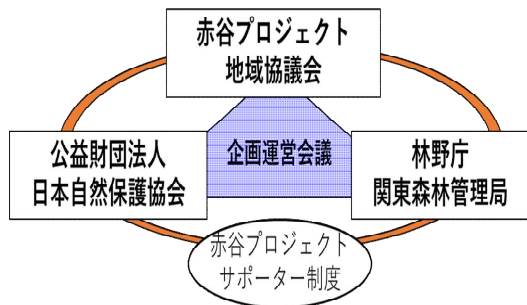 赤谷プロジェクト
地域協議会
公益財団法人
日本自然保護協会
企画運営会議
林野庁
関東森林管理局
赤谷プロジェクト
サポーター制度